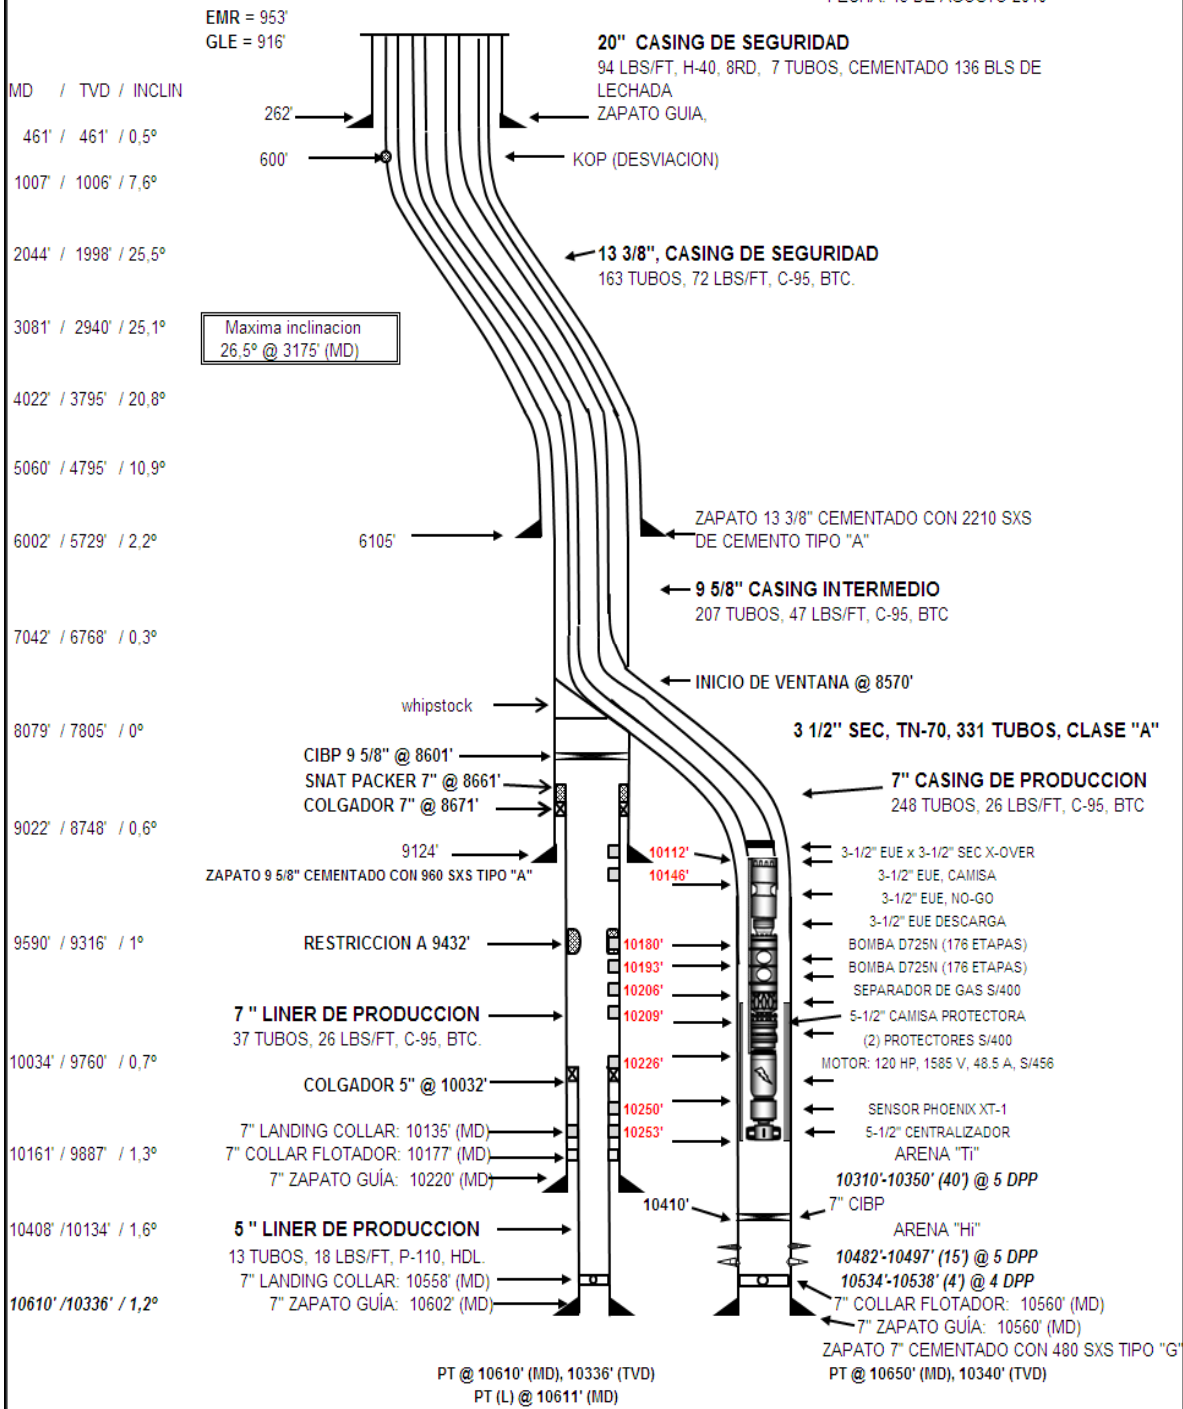 EMR = 953'
GLE = 916'
20" CASING DE SEGURIDAD
94 LBS/FT, H-40, 8RD, 7 TUBOS, CEMENTADO 136 BLS DE
LECHADA
ZAPATO GUIA,
262'
600'
KOP (DESVIACION)
MD / TVD / INCLIN
461' / 461' / 0,5º
1007' / 1006' / 7,6º
2044' / 1998' / 25,5º
3081' / 2940' / 25,1º
4022' / 3795' / 20,8º
5060' / 4795' / 10,9º
6002' / 5729' / 2,2º
7042' / 6768' / 0,3º
8079' / 7805' / 0º
9022' / 8748' / 0,6º
9590' / 9316' / 1º
10034' / 9760' / 0,7º
10161' / 9887' / 1,3º
10408' /10134' / 1,6º
10610' /10336' / 1,2º
13 3/8", CASING DE SEGURIDAD
163 TUBOS, 72 LBS/FT, C-95, BTC.
Maxima inclinacion
26,5º @ 3175' (MD)
6105'
ZAPATO 13 3/8" CEMENTADO CON 2210 SXS
DE CEMENTO TIPO "A"
9 5/8" CASING INTERMEDIO
207 TUBOS, 47 LBS/FT, C-95, BTC
INICIO DE VENTANA @ 8570'
whipstock
3 1/2" SEC, TN-70, 331 TUBOS, CLASE "A"
CIBP 9 5/8" @ 8601'
SNAT PACKER 7" @ 8661'
COLGADOR 7" @ 8671'
7" CASING DE PRODUCCION
248 TUBOS, 26 LBS/FT, C-95, BTC
9124'
ZAPATO 9 5/8" CEMENTADO CON 960 SXS TIPO "A"
RESTRICCION A 9432'
7 " LINER DE PRODUCCION
37 TUBOS, 26 LBS/FT, C-95, BTC.
COLGADOR 5" @ 10032'
7" LANDING COLLAR: 10135' (MD)
7" COLLAR FLOTADOR: 10177' (MD)
7" ZAPATO GUÍA: 10220' (MD)
5 " LINER DE PRODUCCION
13 TUBOS, 18 LBS/FT, P-110, HDL.
7" LANDING COLLAR: 10558' (MD)
7" ZAPATO GUÍA: 10602' (MD)
10112'
10146'
10180'
10193'
10206'
10209'
10226'
10250'
10253'
10410'
3-1/2" EUE x 3-1/2" SEC X-OVER
3-1/2" EUE, CAMISA
3-1/2" EUE, NO-GO
3-1/2" EUE DESCARGA
BOMBA D725N (176 ETAPAS)
BOMBA D725N (176 ETAPAS)
SEPARADOR DE GAS S/400
5-1/2" CAMISA PROTECTORA
(2) PROTECTORES S/400
MOTOR: 120 HP, 1585 V, 48.5 A, S/456
SENSOR PHOENIX XT-1
5-1/2" CENTRALIZADOR
ARENA "Ti"
10310'-10350' (40') @ 5 DPP
7" CIBP
ARENA "Hi"
10482'-10497' (15') @ 5 DPP
10534'-10538' (4') @ 4 DPP
7" COLLAR FLOTADOR: 10560' (MD)
7" ZAPATO GUÍA: 10560' (MD)
ZAPATO 7" CEMENTADO CON 480 SXS TIPO "G"
PT @ 10610' (MD), 10336' (TVD)
PT (L) @ 10611' (MD)
PT @ 10650' (MD), 10340' (TVD)